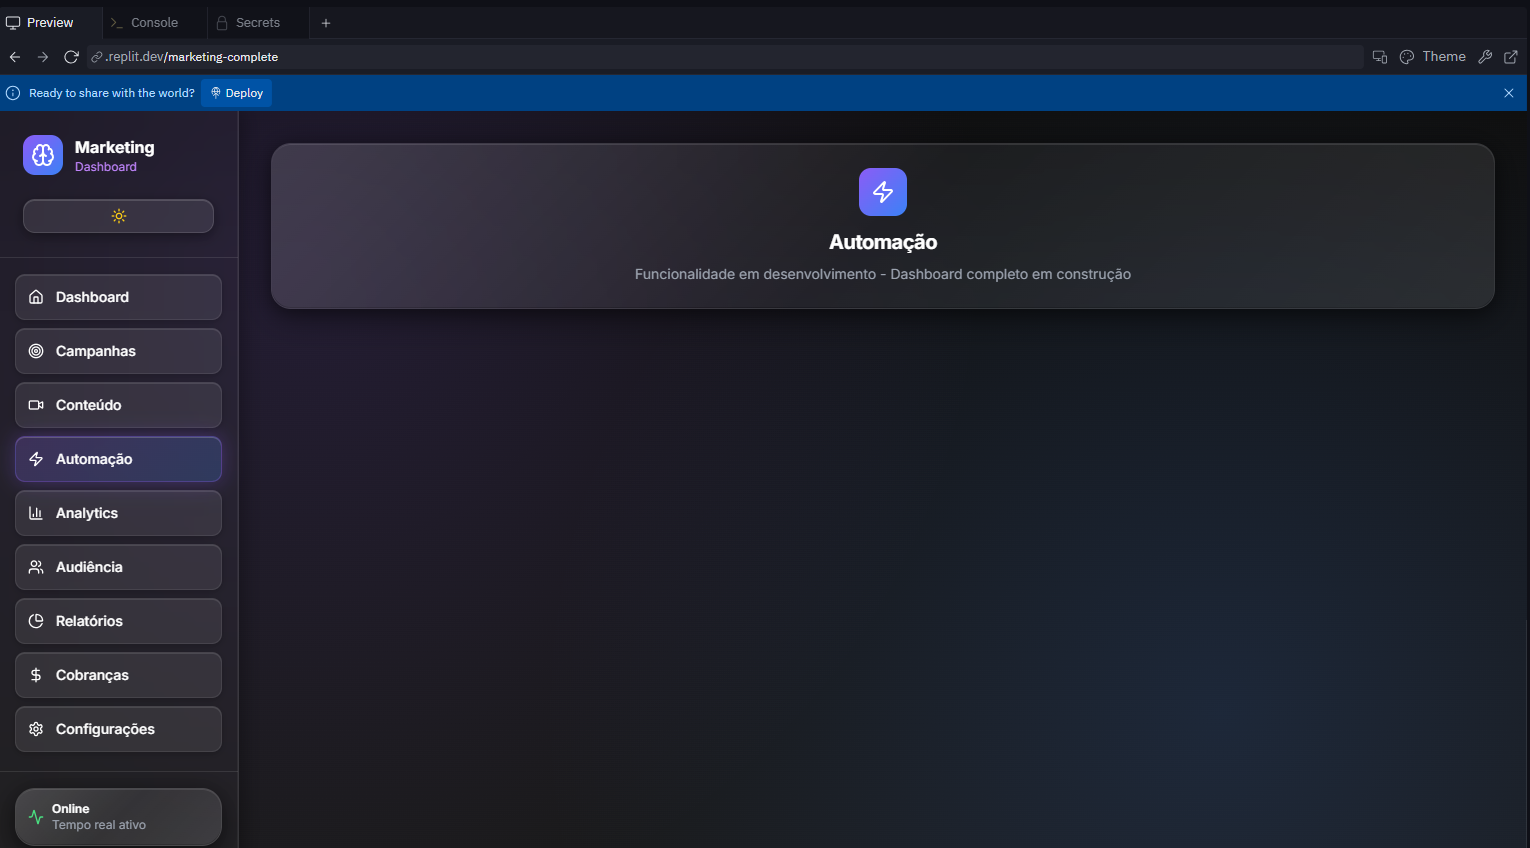 Preview
Console
Secrets
.replit.dev/marketing-complete
Theme
Ready to share with the world?
Deploy
Marketing
Dashboard
Dashboard
Campanhas
Conteúdo
Automação
Analytics
Audiência
Relatórios
Cobranças
Configurações
Online
Tempo real ativo
Automação
Funcionalidade em desenvolvimento - Dashboard completo em construção